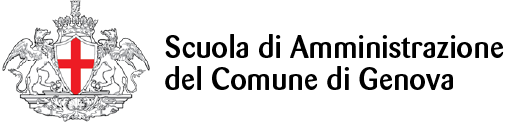 Scuola di Amministrazione
del Comune di Genova